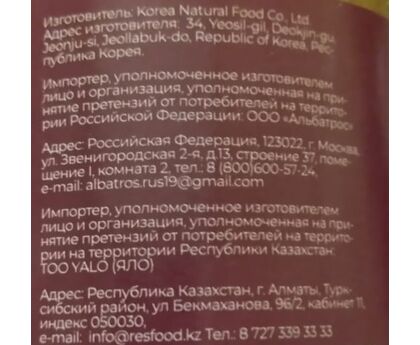 Изготовитель: Korea Natural Food Co., Ltd.
Адрес изготовителя: 34, Yeosil-gil, Deokjin-gu,
Jeonju-si, Jeollabuk-do, Republic of Korea, Рес-
публика Корея.
Импортер, уполномоченное изготовителем
лицо и организация, уполномоченная на при-
нятие претензий от потребителей на террито-
рии Российской Федерации: ООО «Альбатрос»
Адрес: Российская Федерация, 123022, г. Москва,
ул. Звенигородская 2-я, д.13, строение 37, поме-
щение I, комната 2, тел.: 8 (800)600-57-24,
e-mail: albatros.rus19@gmail.com
Импортер, уполномоченное изготовителем
лицо и организация, уполномоченная на при-
нятие претензий от потребителей на террито-
рии на территории Республики Казахстан:
ТОО YALO (ЯЛО)
Адрес: Республика Казахстан, г. Алматы, Турк-
сибский район, ул Бекмаханова, 96/2, кабинет 11,
индекс 050030,
e-mail: info@resfood.kz Тел.: 8 727 339 33 33